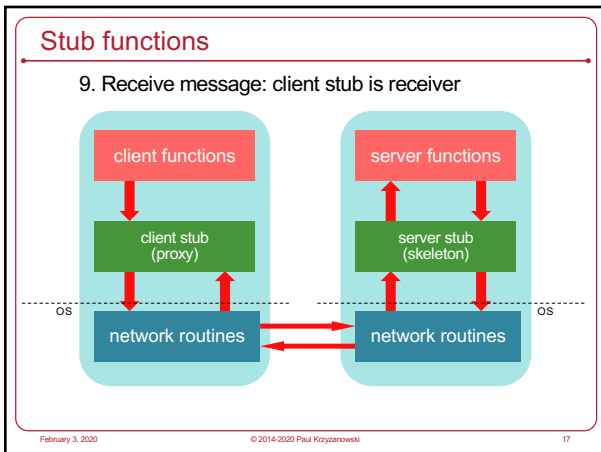 Stub functions
9. Receive message: client stub is receiver
client functions
server functions
client stub
(proxy)
server stub
(skeleton)
OS
OS
network routines
network routines
February 3, 2020
© 2014-2020 Paul Krzyzanowski
17